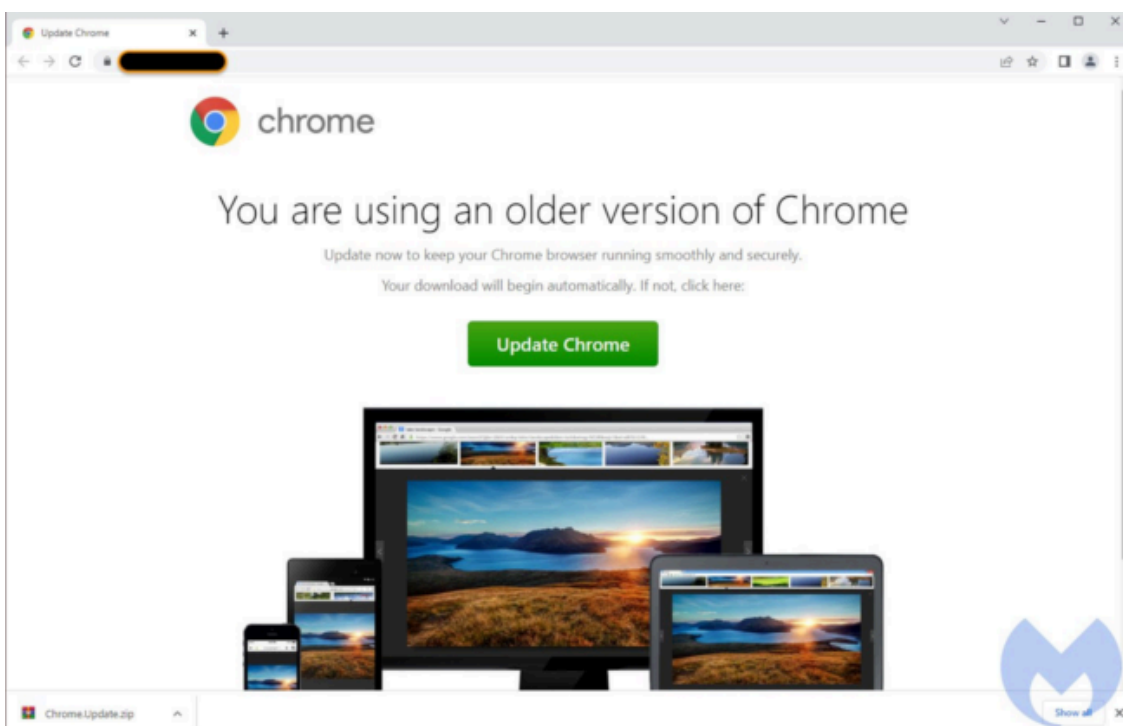 Update Chrome
chrome
You are using an older version of Chrome
Update now to keep your Chrome browser running smoothly and securely.
Your download will begin automatically. If not, click here:
Update Chrome
Chrome.Update.zip
Show all